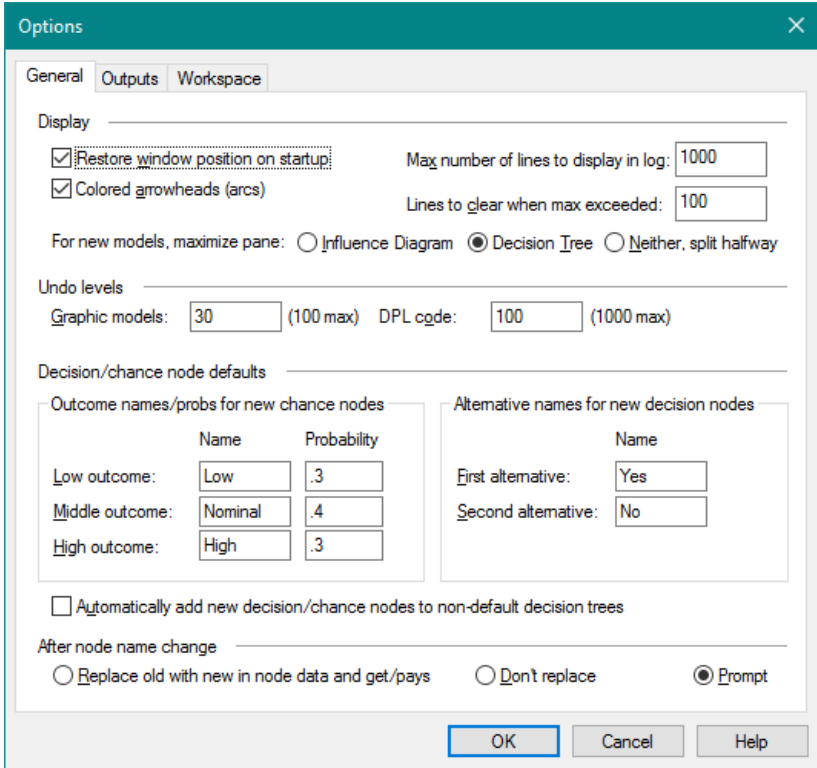 Options
General Outputs Workspace
Display
Restore window position on startup
Max number of lines to display in log: 1000
Colored arrowheads (arcs)
Lines to clear when max exceeded: 100
For new models, maximize pane: Influence Diagram Decision Tree Neither, split halfway
Undo levels
Graphic models: 30 (100 max) DPL code: 100 (1000 max)
Decision/chance node defaults
Outcome names/probs for new chance nodes
Name Probability
Low outcome: Low .3
Middle outcome: Nominal .4
High outcome: High .3
Alternative names for new decision nodes
Name
First alternative: Yes
Second alternative: No
Automatically add new decision/chance nodes to non-default decision trees
After node name change
Replace old with new in node data and get/pays Don't replace Prompt
OK Cancel Help